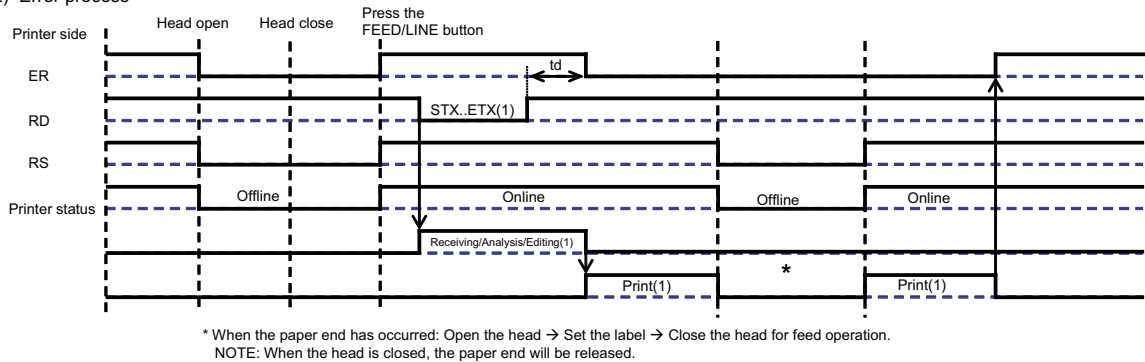 Error process
Head open Head close Press the
FEED/LINE button
Printer side
ER
td
RD
STX..ETX(1)
RS
Printer status
Offline Online Offline Online
Receiving/Analysis/Editing(1)
Print(1) * Print(1)
* When the paper end has occurred: Open the head → Set the label → Close the head for feed operation.
NOTE: When the head is closed, the paper end will be released.